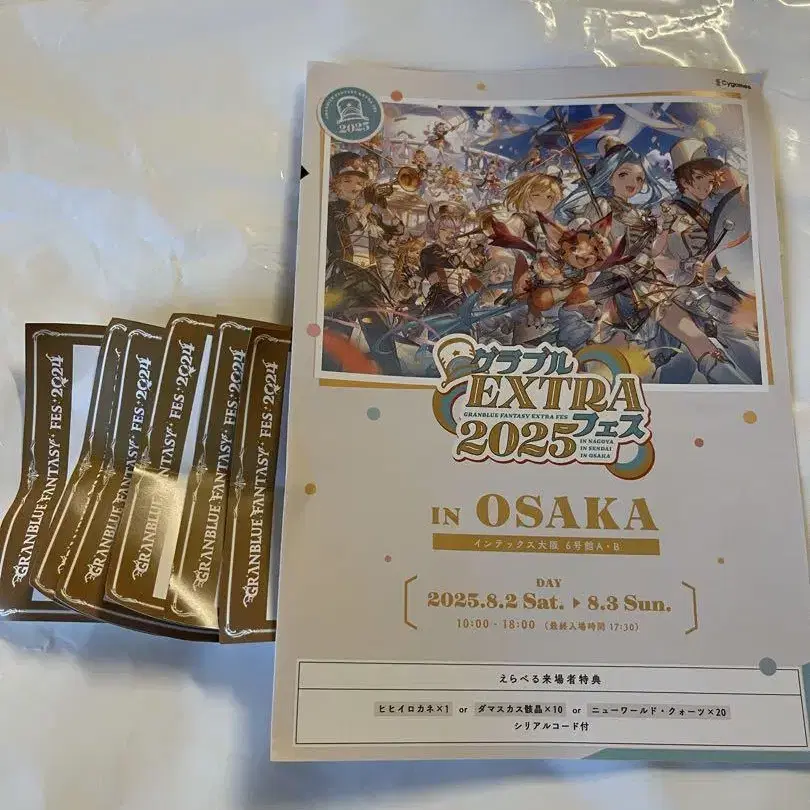 Cygames
GRANBLUE FANTASY EXTRA FES
2025
グラブル
EXTRA
GRANBLUE FANTASY EXTRA FES
フェス
2025
IN NAGOYA
IN SENDAI
IN OSAKA
IN OSAKA
インテックス大阪 6号館A・B
DAY
2025.8.2 Sat. ▶ 8.3 Sun.
10:00 - 18:00 (最終入場時間 17:30)
えらべる来場者特典
ヒヒイロカネ×1 or ダマスカス骸晶×10 or ニューワールド・クォーツ×20
シリアルコード付
GRANBLUE FANTASY FES 2024
FES 2024
GRANBLUE FANTASY FES 2024
GRANBLUE FANTASY FES 2024
GRANBLUE FANTASY FES 2024
GRANBLUE FANTASY FES 2024